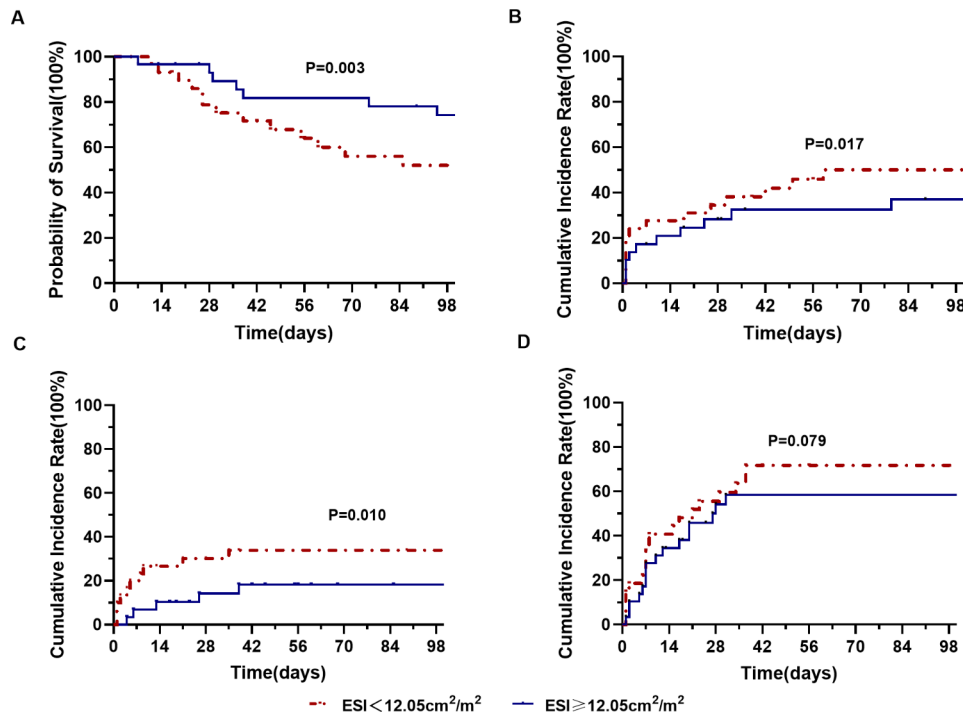 A
Probability of Survival(100%)
100
80
60
40
20
0
P=0.003
0 14 28 42 56 70 84 98
Time(days)
B
Cumulative Incidence Rate(100%)
100
80
60
40
20
0
P=0.017
0 14 28 42 56 70 84 98
Time(days)
C
Cumulative Incidence Rate(100%)
100
80
60
40
20
0
P=0.010
0 14 28 42 56 70 84 98
Time(days)
D
Cumulative Incidence Rate(100%)
100
80
60
40
20
0
P=0.079
0 14 28 42 56 70 84 98
Time(days)
ESI＜12.05cm²/m² ESI≥12.05cm²/m²